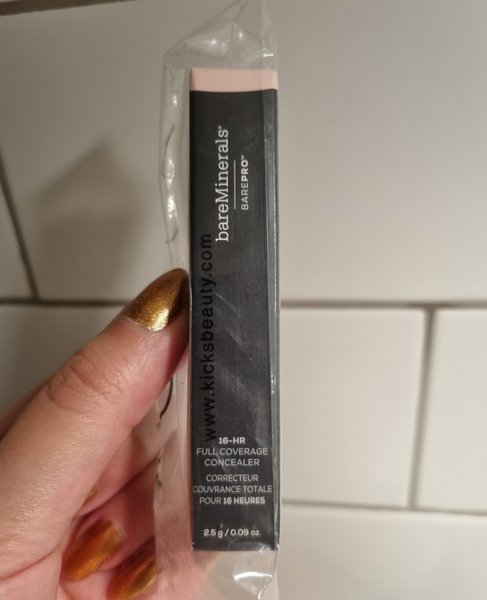 bareMinerals®
BAREPRO™
www.kicksbeauty.com
16-HR
FULL COVERAGE
CONCEALER
CORRECTEUR
COUVRANCE TOTALE
POUR 16 HEURES
2.5 g / 0.09 oz.